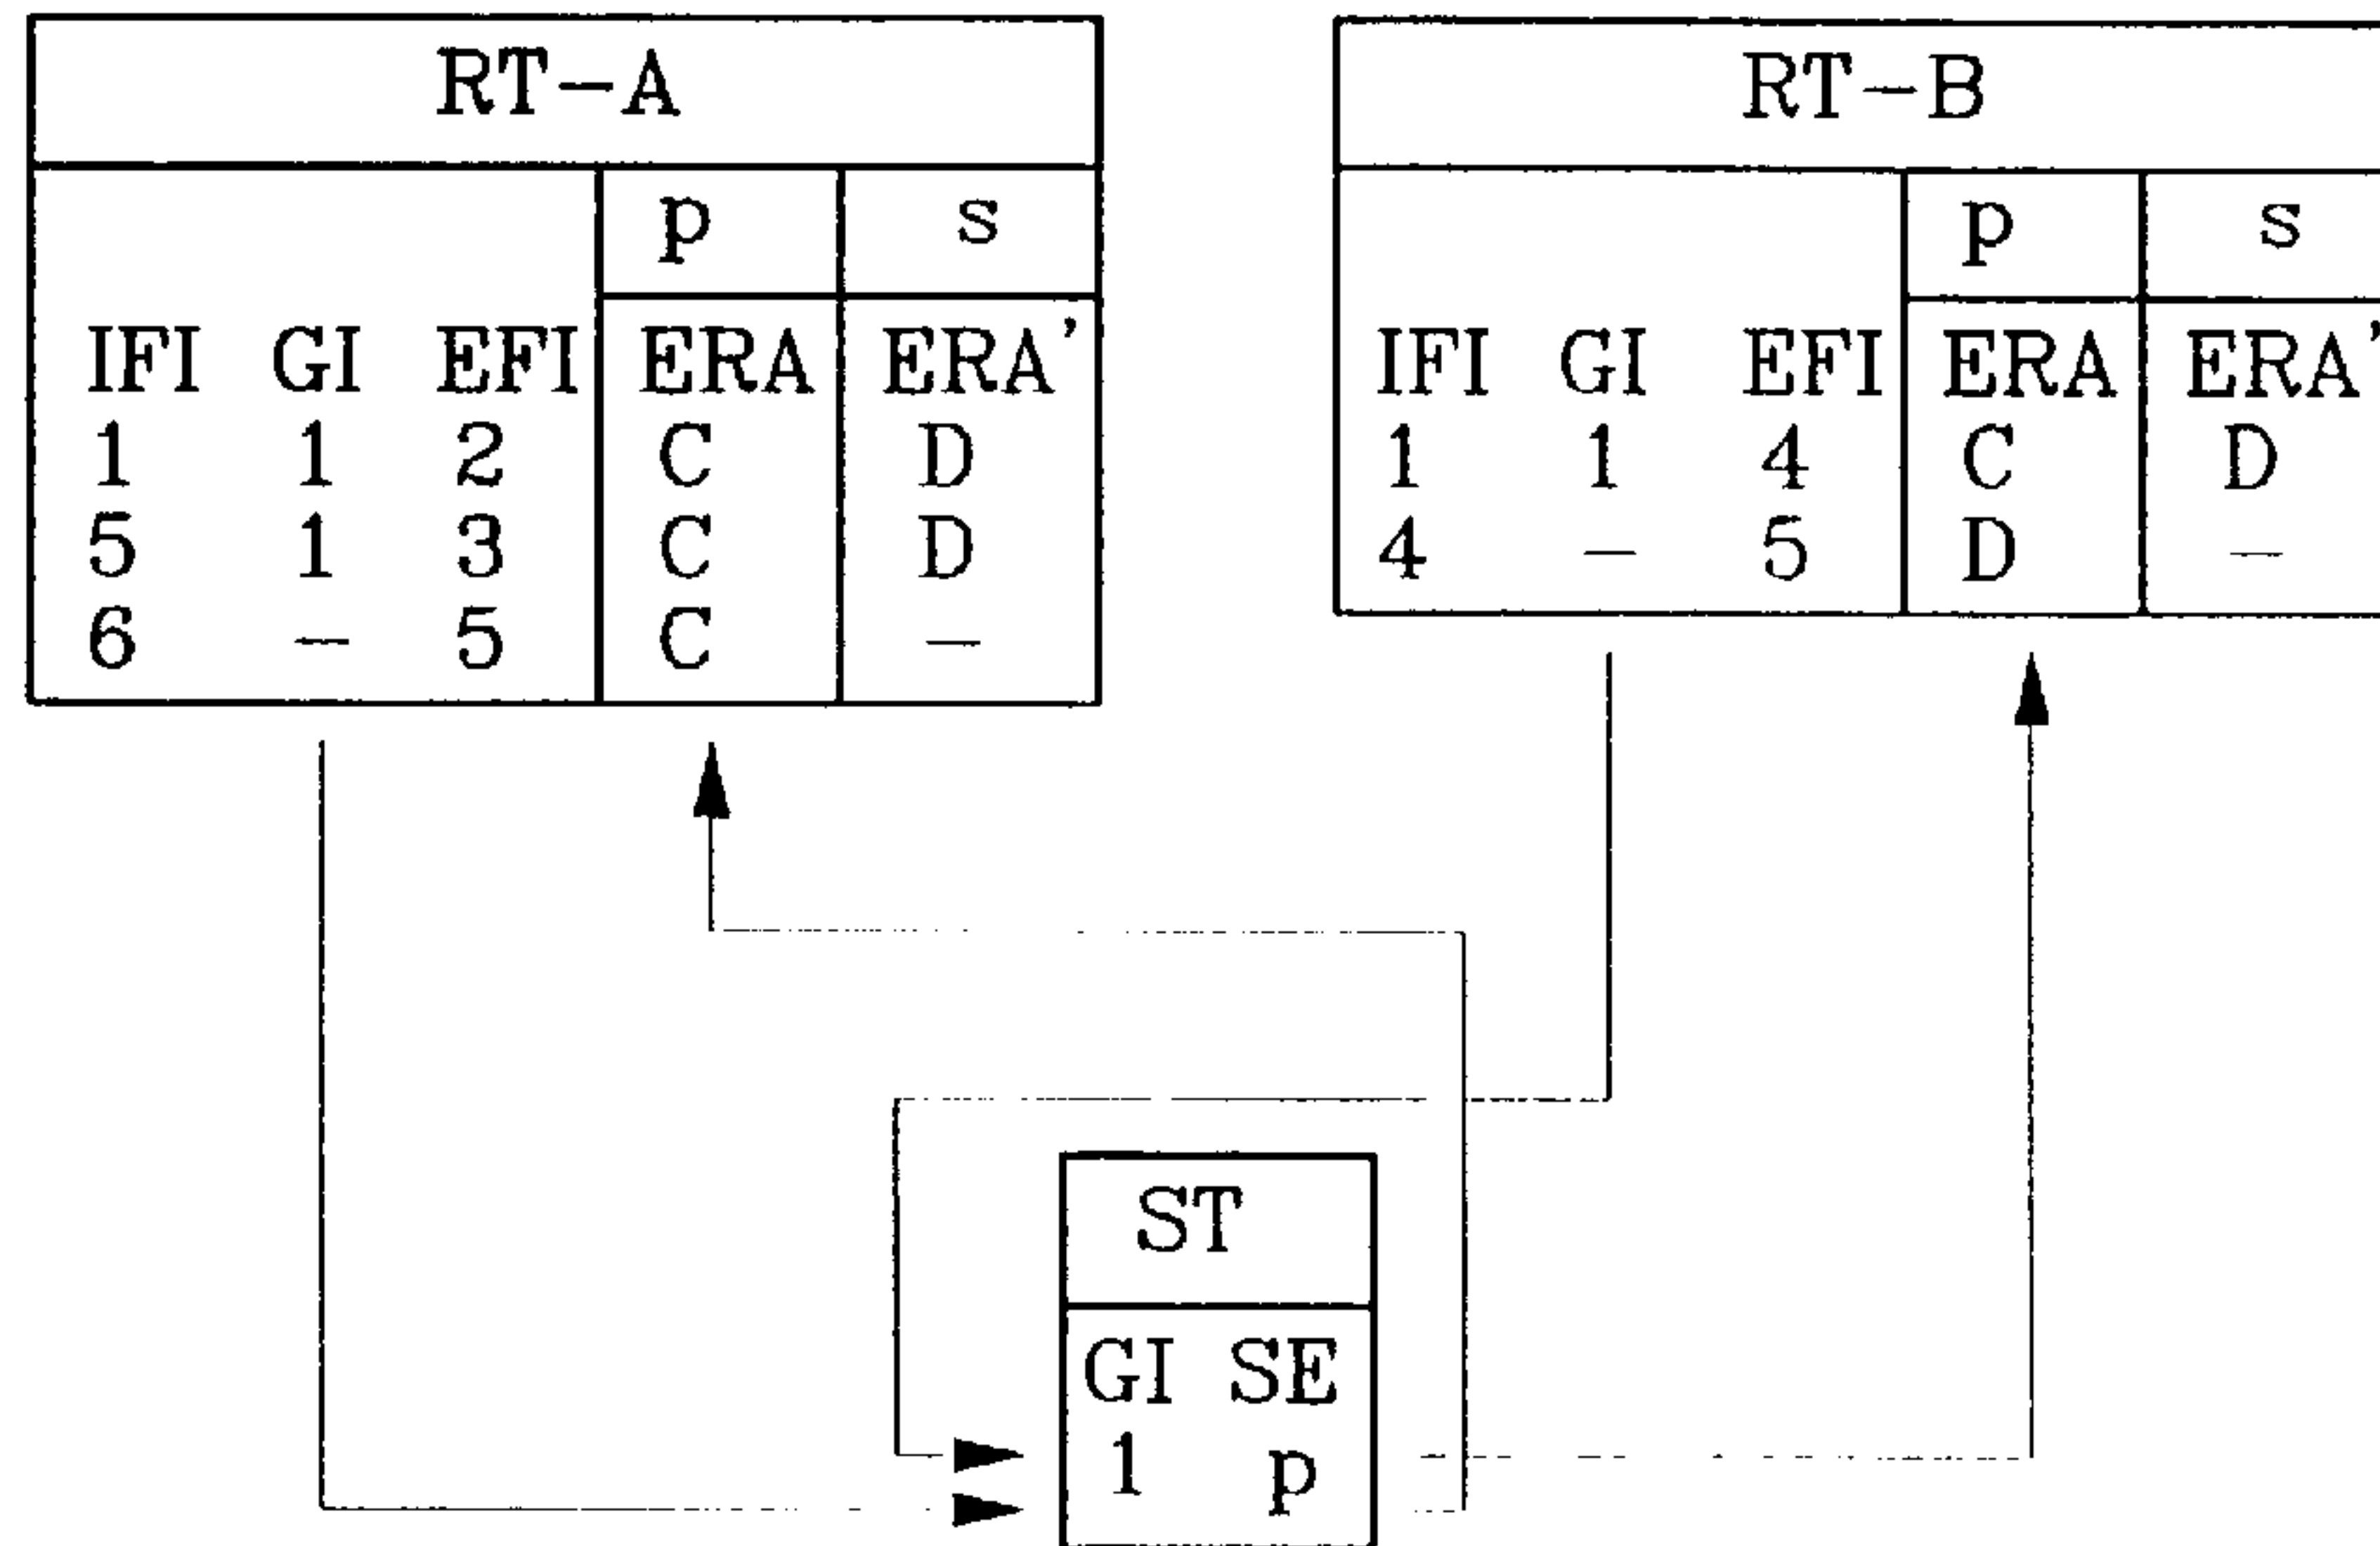 RT-A
p s
IFI GI EFI ERA ERA'
1 1 2 C D
5 1 3 C D
6 - 5 C -
RT-B
p s
IFI GI EFI ERA ERA'
1 1 4 C D
4 - 5 D -
ST
GI SE
1 p